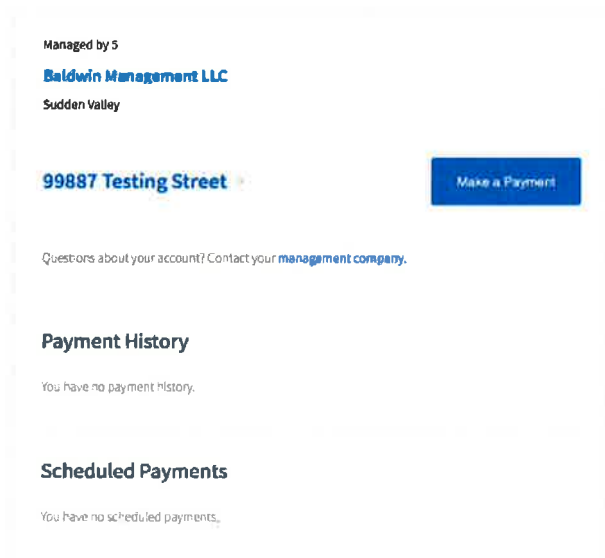 Managed by 5
Baldwin Management LLC
Sudden Valley
99887 Testing Street
Make a Payment
Questions about your account? Contact your management company.
Payment History
You have no payment history.
Scheduled Payments
You have no scheduled payments.